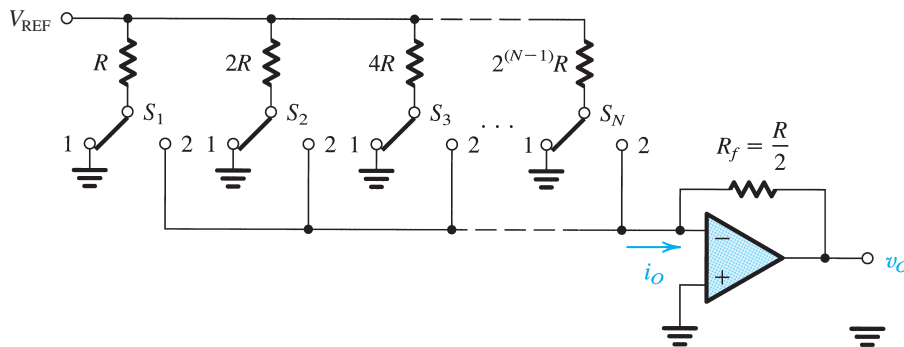 V_REF
R 2R 4R 2^(N−1)R
S_1 S_2 S_3 S_N
1 2 1 2 1 2 . . . 1 2
R_f = R/2
−
+
i_O
v_O